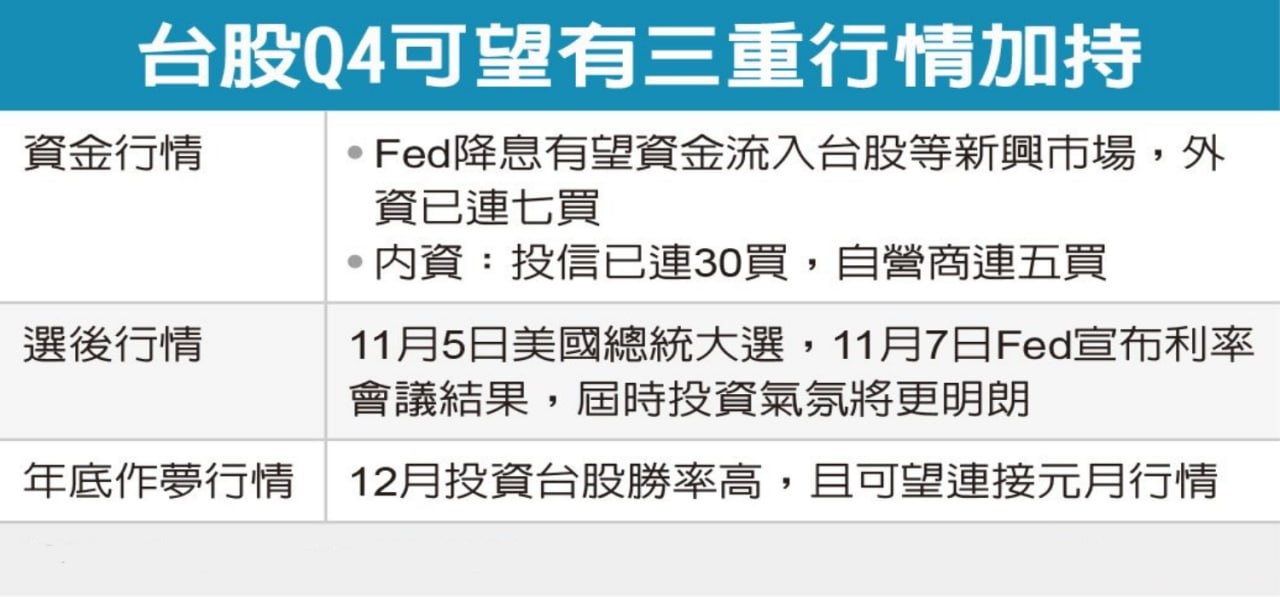 台股Q4可望有三重行情加持
資金行情
•Fed降息有望資金流入台股等新興市場，外
資已連七買
•內資：投信已連30買，自營商連五買
選後行情
11月5日美國總統大選，11月7日Fed宣布利率
會議結果，屆時投資氣氛將更明朗
年底作夢行情
12月投資台股勝率高，且可望連接元月行情